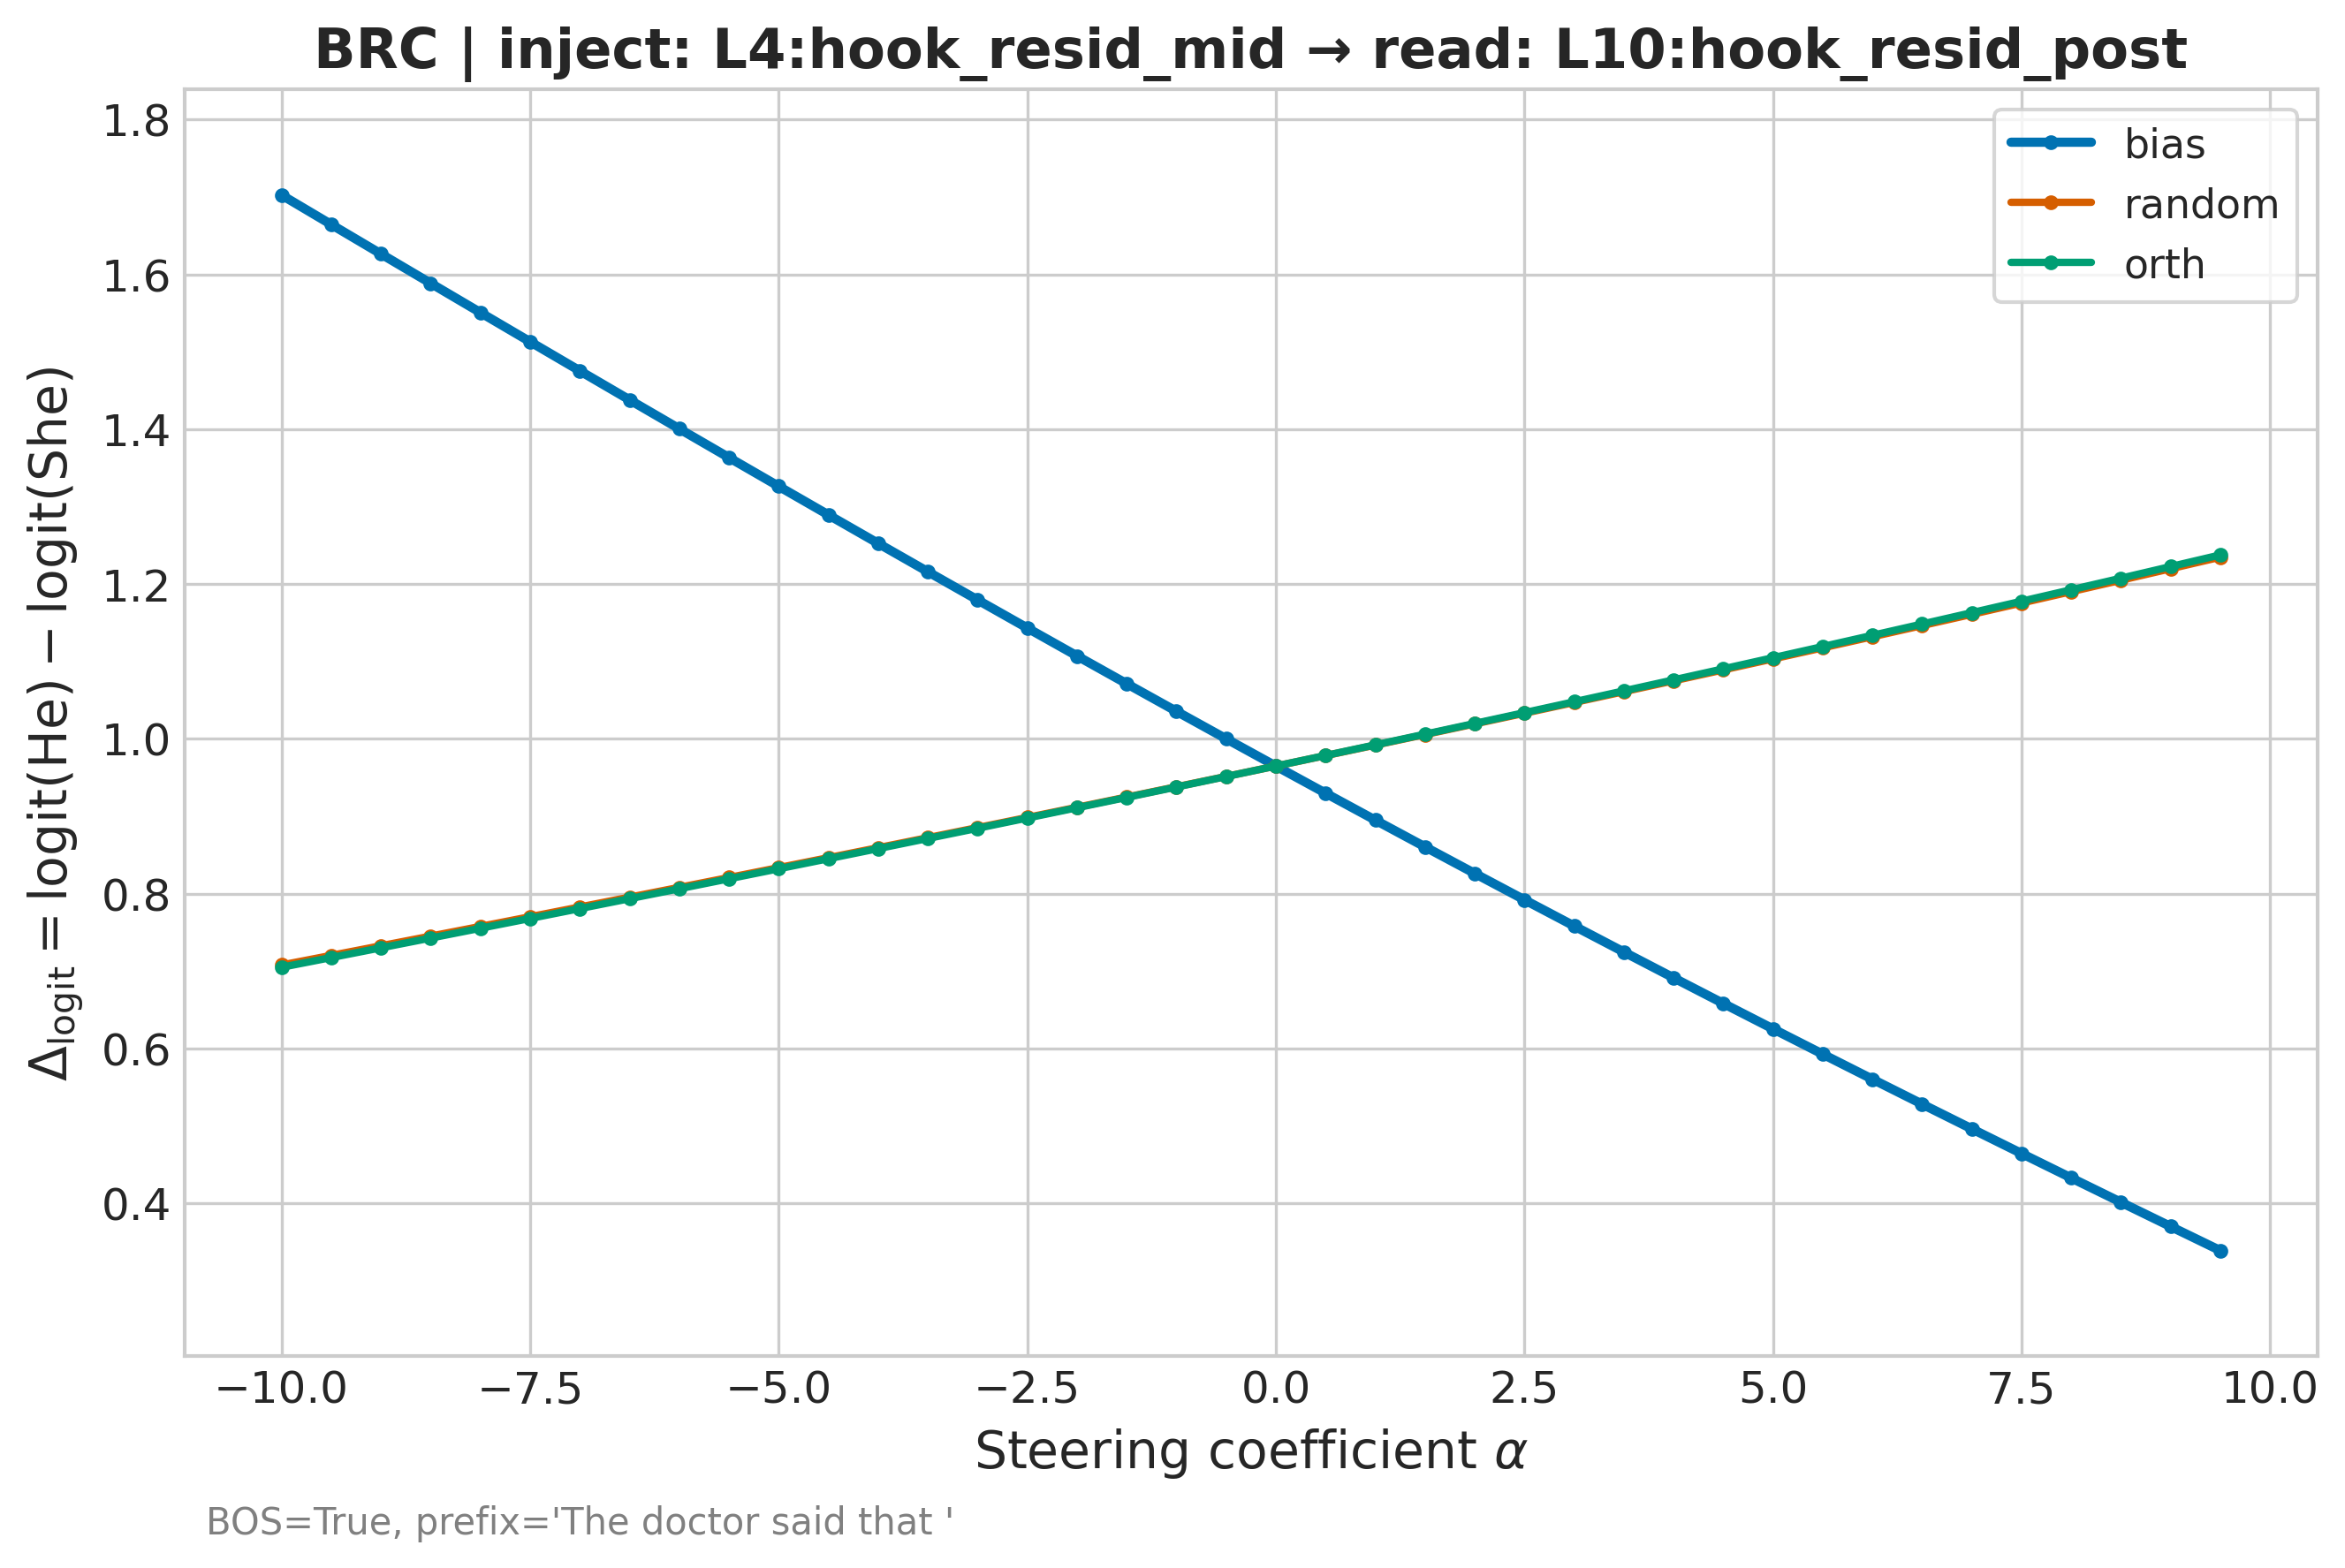 BRC | inject: L4:hook_resid_mid → read: L10:hook_resid_post
Δlogit = logit(He) − logit(She)
1.8
1.6
1.4
1.2
1.0
0.8
0.6
0.4
bias
random
orth
−10.0 −7.5 −5.0 −2.5 0.0 2.5 5.0 7.5 10.0
Steering coefficient α
BOS=True, prefix='The doctor said that '